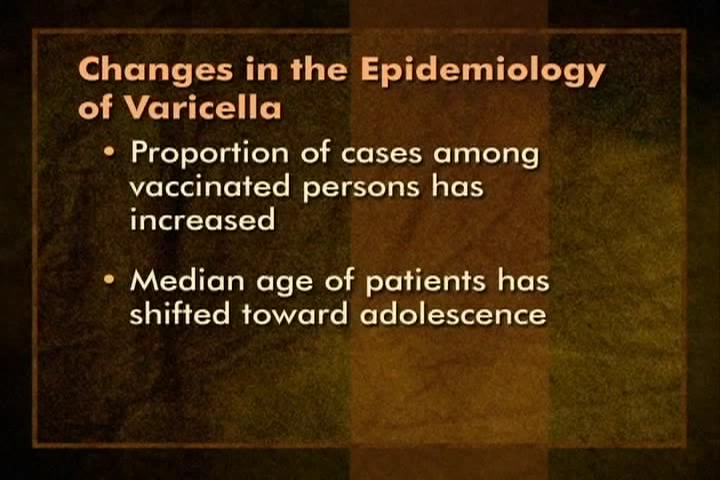 Changes in the Epidemiology
of Varicella
• Proportion of cases among
vaccinated persons has
increased
• Median age of patients has
shifted toward adolescence